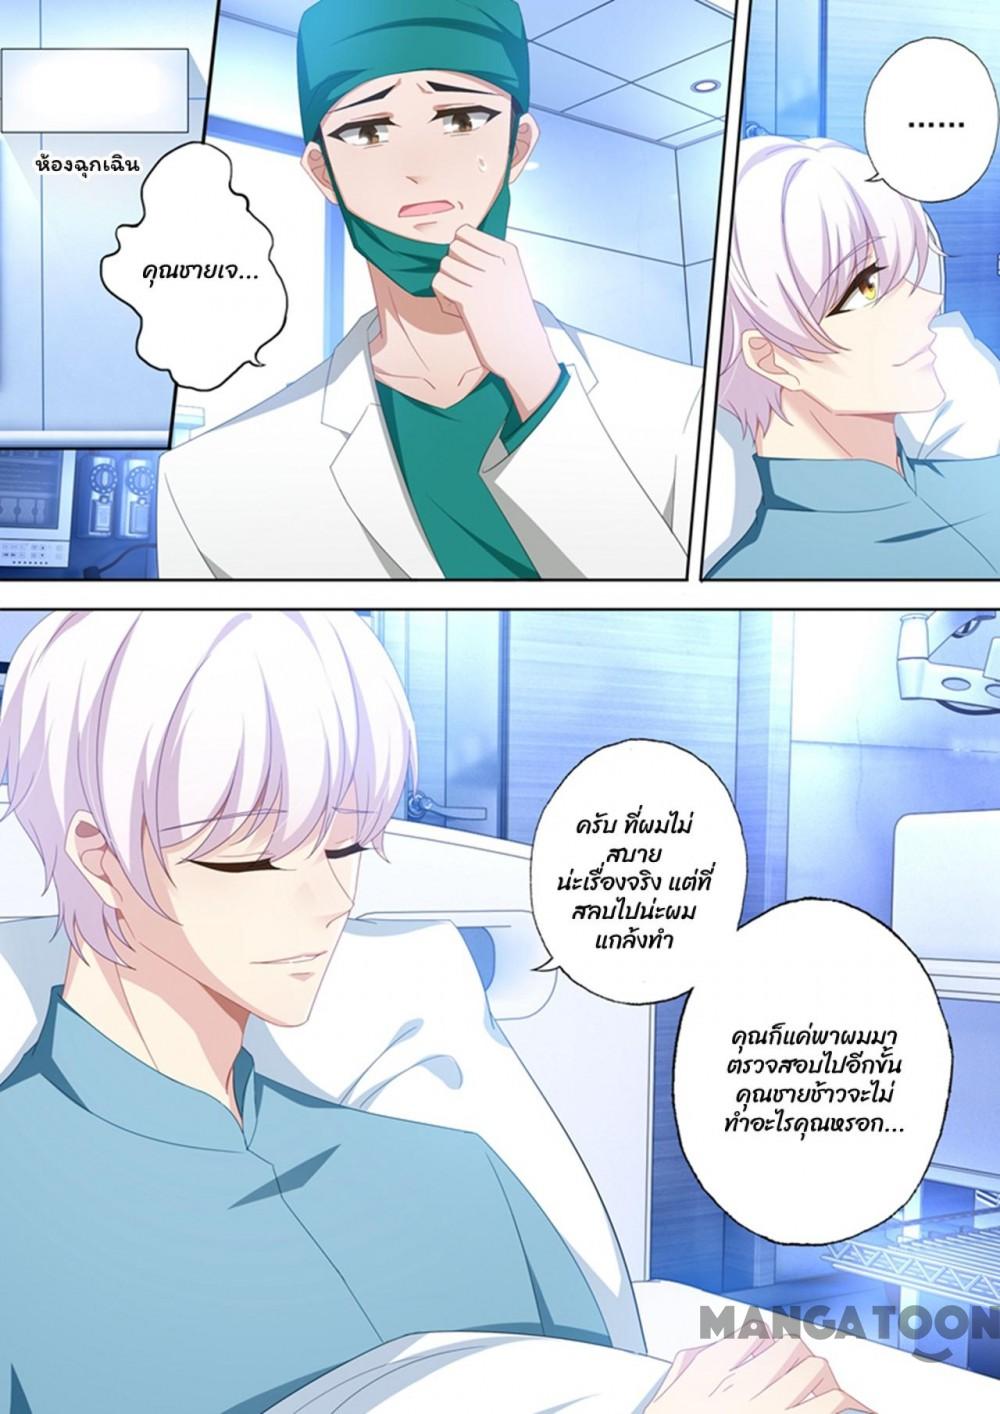 ห้องฉุกเฉิน
คุณชายเจ...
......
ครับ ที่ผมไม่
สบาย
น่ะเรื่องจริง แต่ที่
สลบไปน่ะผม
แกล้งทำ
คุณก็แค่พาผมมา
ตรวจสอบไปอีกขั้น
คุณชายช้าวจะไม่
ทำอะไรคุณหรอก...
MANGATOON